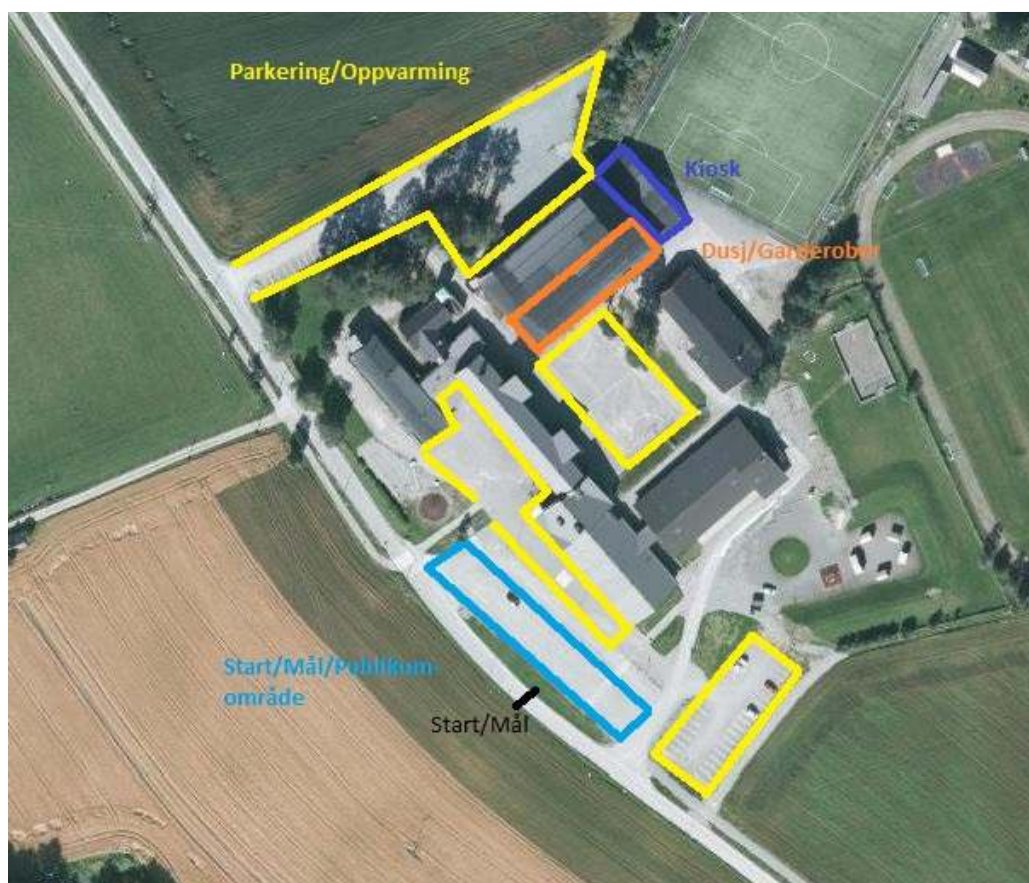 Parkering/Oppvarming
Kiosk
Dusj/Garderober
Start/Mål/Publikum-
område
Start/Mål